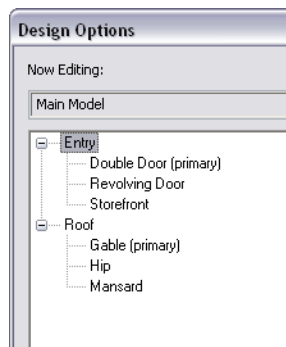 Design Options
Now Editing:
Main Model
Entry
Double Door (primary)
Revolving Door
Storefront
Roof
Gable (primary)
Hip
Mansard